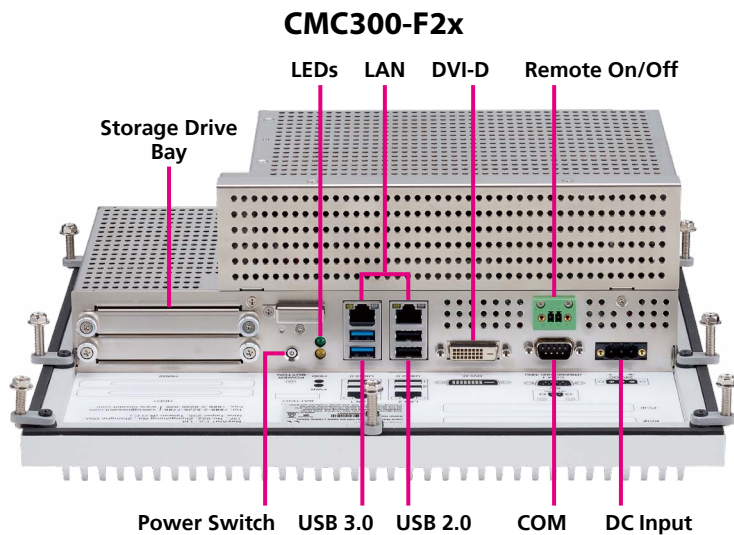 CMC300-F2x
LEDs
LAN
DVI-D
Remote On/Off
Storage Drive
Bay
Power Switch
USB 3.0
USB 2.0
COM
DC Input